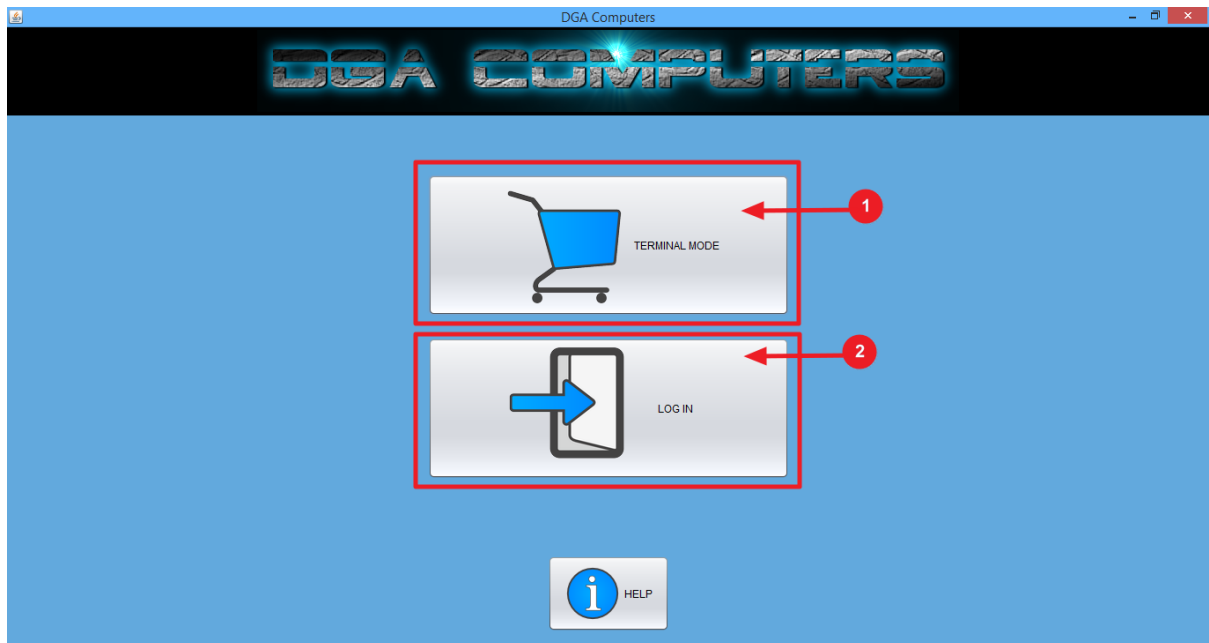 DGA Computers
DGA COMPUTERS
TERMINAL MODE
1
LOG IN
2
i HELP